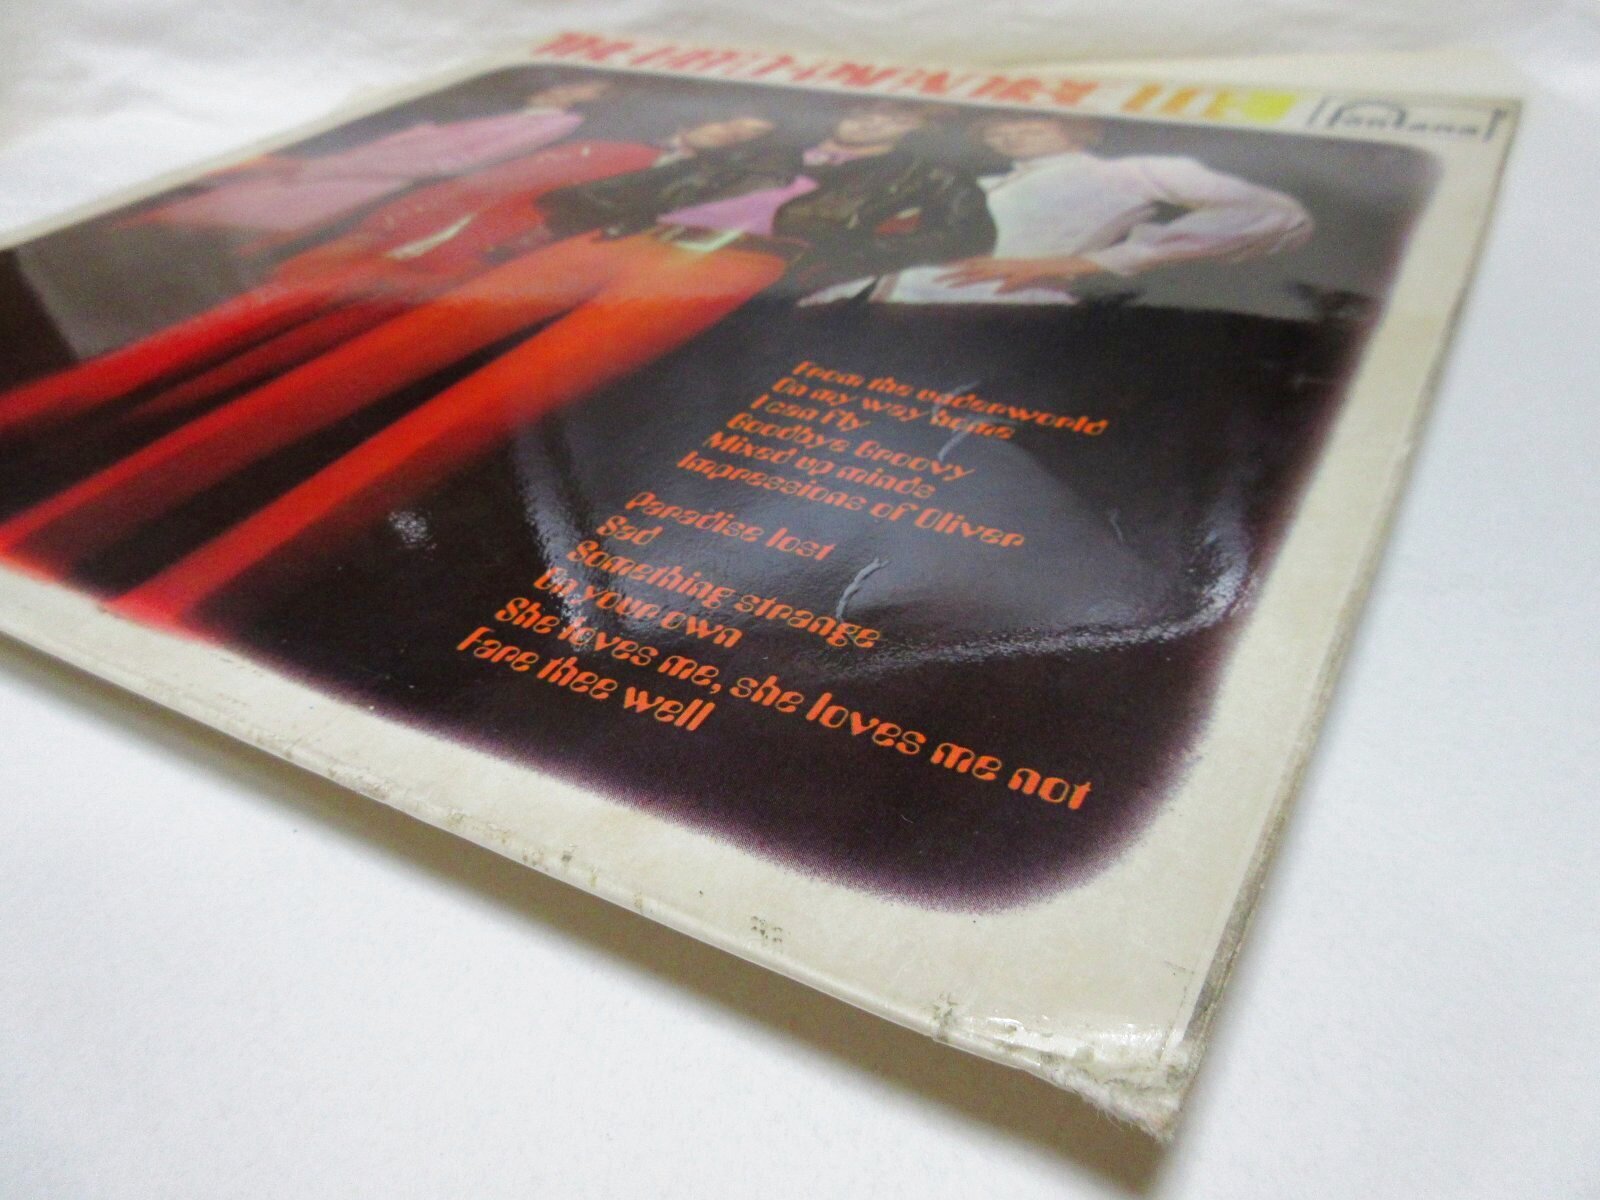 Fontana
From the underworld
On my way home
I can fly
Goodbye Groovy
Mixed up minds
Impressions of Oliver
Paradise lost
Sad
Something strange
On your own
She loves me, she loves me not
Fare thee well